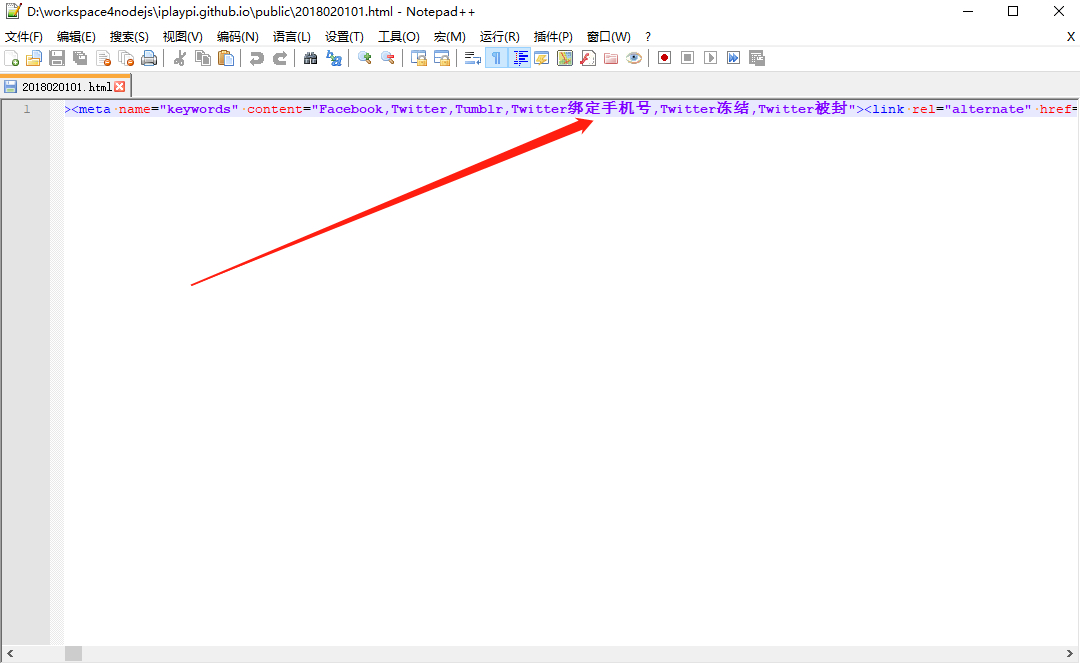 D:\workspace4nodejs\iplaypi.github.io\public\2018020101.html - Notepad++
文件(F) 编辑(E) 搜索(S) 视图(V) 编码(N) 语言(L) 设置(T) 工具(O) 宏(M) 运行(R) 插件(P) 窗口(W) ? X
2018020101.html
1 ><meta name="keywords" content="Facebook,Twitter,Tumblr,Twitter绑定手机号,Twitter冻结,Twitter被封"><link rel="alternate" href=